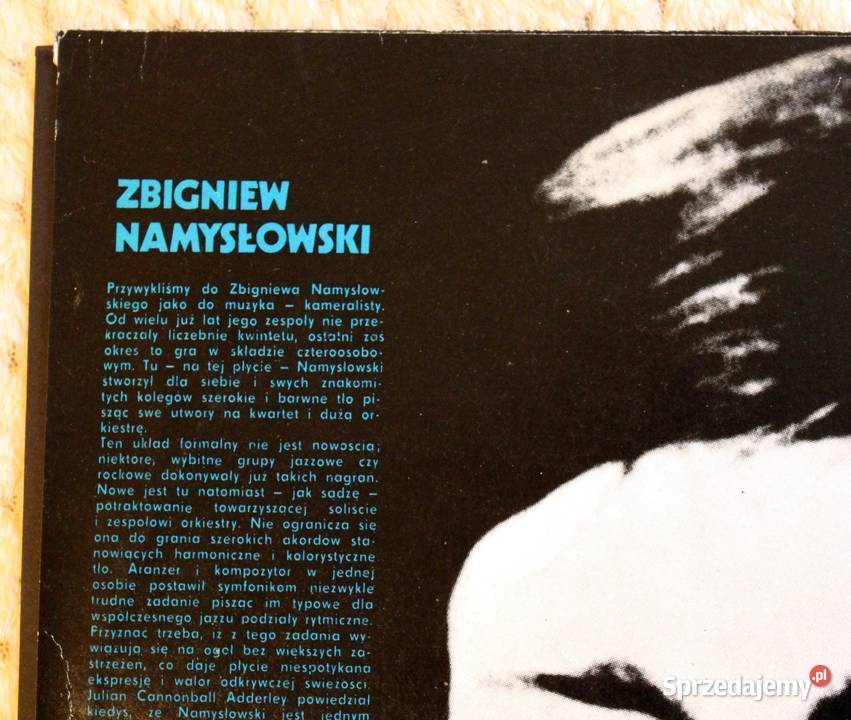 ZBIGNIEW
NAMYSŁOWSKI
Przywykliśmy do Zbigniewa Namysłow-
skiego jako do muzyka – kameralisty.
Od wielu już lat jego zespoły nie prze-
kraczały liczebnie kwintetu, ostatni zaś
okres to gra w składzie czteroosobo-
wym. Tu – na tej płycie – Namysłowski
stworzył dla siebie i swych znakomi-
tych kolegów szerokie i barwne tło pi-
sząc swe utwory na kwartet i dużą or-
kiestrę.
Ten układ formalny nie jest nowością;
niektóre, wybitne grupy jazzowe czy
rockowe dokonywały już takich nagrań.
Nowe jest tu natomiast – jak sądzę –
potraktowanie towarzyszącej soliście
i zespołowi orkiestry. Nie ogranicza się
ona do grania szerokich akordów sta-
nowiących harmoniczne i kolorystyczne
tło. Aranżer i kompozytor w jednej
osobie postawił symfonikom niezwykle
trudne zadanie pisząc im typowe dla
współczesnego jazzu podziały rytmiczne.
Przyznać trzeba, iż z tego zadania wy-
wiązują się na ogół bez większych za-
strzeżeń, co daje płycie niespotykaną
ekspresję i walor odkrywczej świeżości.
Julian Cannonball Adderley powiedział
kiedyś, że Namysłowski jest jednym
Sprzedajemy.pl